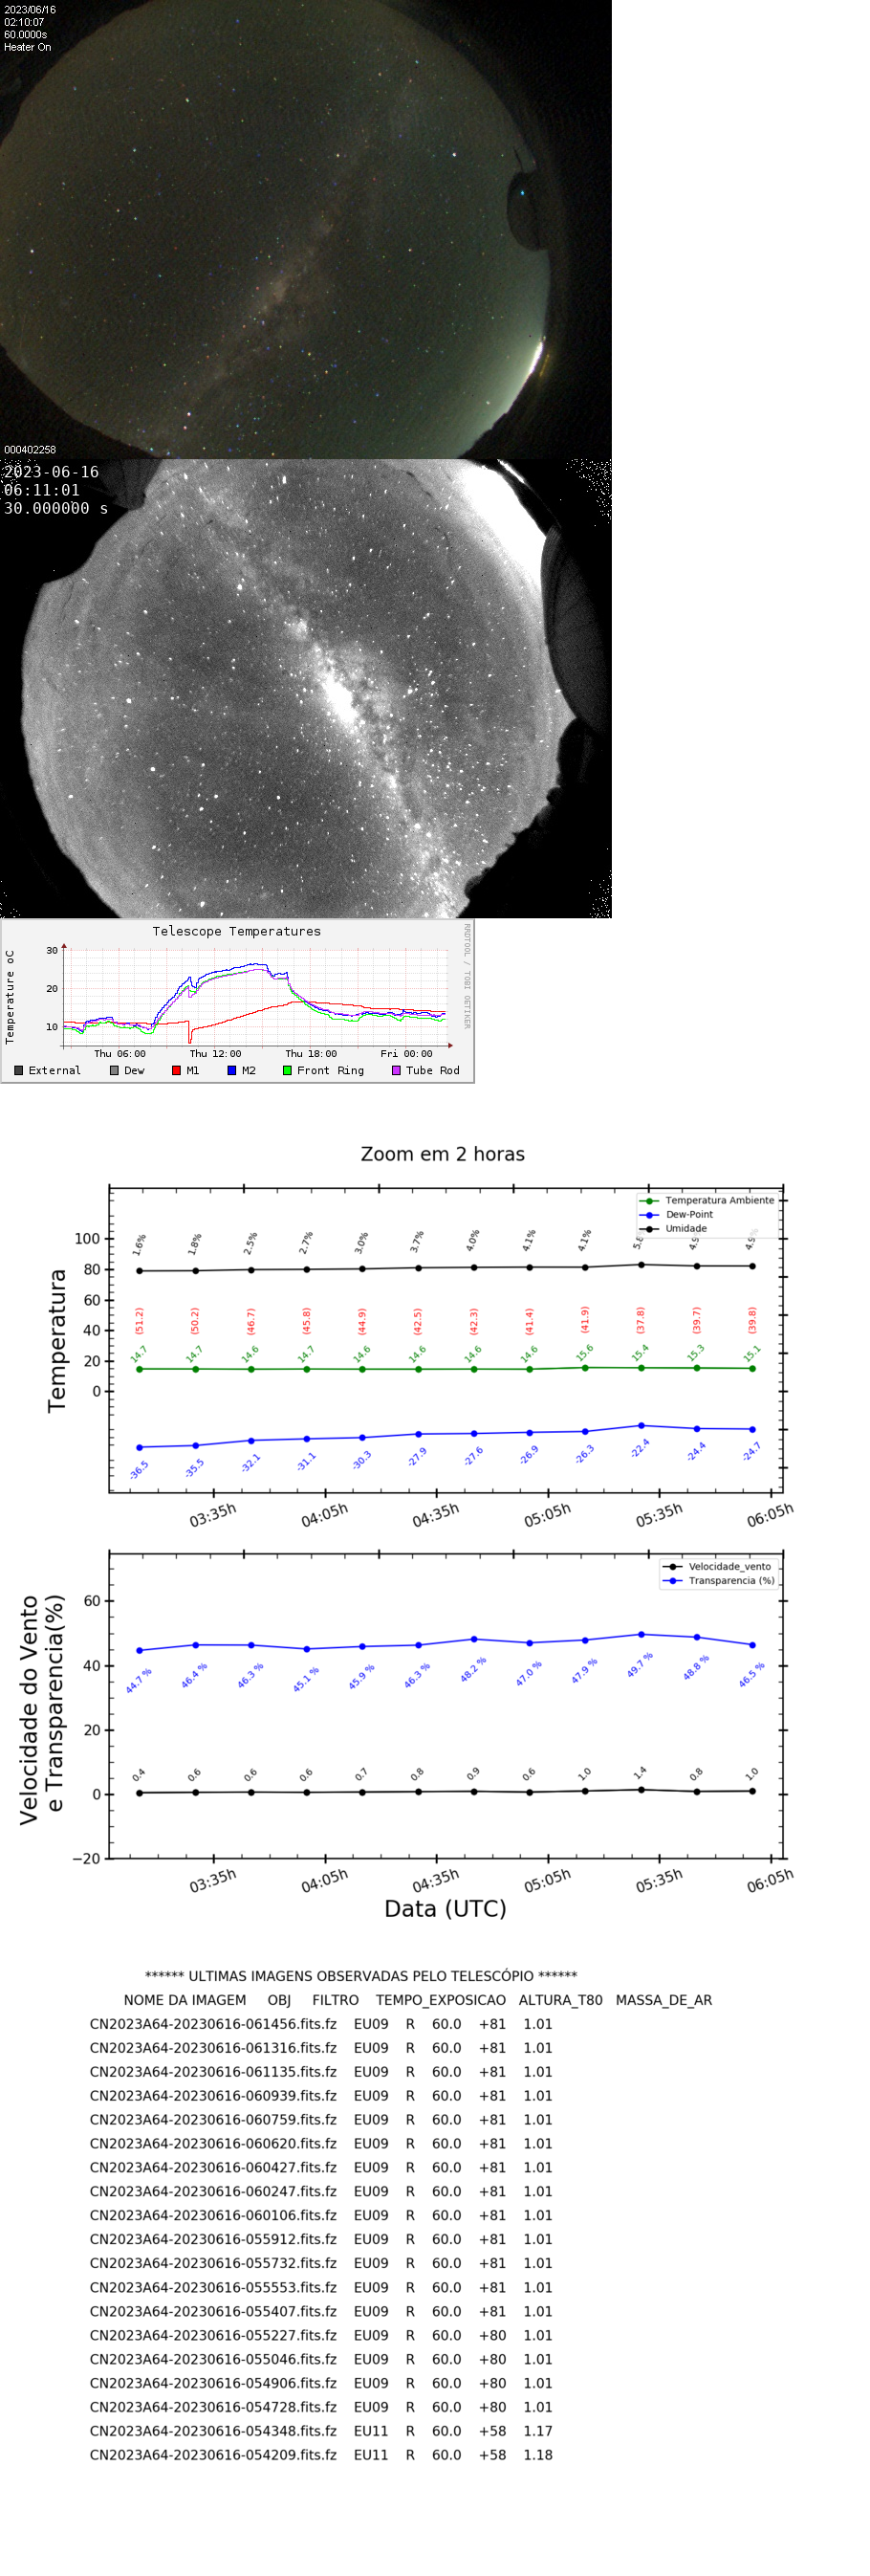 2023/06/16
02:10:07
60.0000s
Heater On
000402258
2023-06-16
06:11:01
30.000000 s
Telescope Temperatures
RRDTOOL / TOBI OETIKER
Temperature oC
30
20
10
Thu 06:00 Thu 12:00 Thu 18:00 Fri 00:00
External Dew M1 M2 Front Ring Tube Rod
Zoom em 2 horas
Temperatura Ambiente
Dew-Point
Umidade
Temperatura
100
80
60
40
20
0
1.6% 1.8% 2.5% 2.7% 3.0% 3.7% 4.0% 4.1% 4.1%
(51.2) (50.2) (46.7) (45.8) (44.9) (42.5) (42.3) (41.4) (41.9) (37.8) (39.7) (39.8)
14.7 14.7 14.6 14.7 14.6 14.6 14.6 14.6 15.6 15.4 15.3 15.1
-36.5 -35.5 -32.1 -31.1 -30.3 -27.9 -27.6 -26.9 -26.3 -22.4 -24.4 -24.7
03:35h 04:05h 04:35h 05:05h 05:35h 06:05h
Velocidade_vento
Transparencia (%)
Velocidade do Vento
e Transparencia(%)
60
40
20
0
−20
44.7 % 46.4 % 46.3 % 45.1 % 45.9 % 46.3 % 48.2 % 47.0 % 47.9 % 49.7 % 48.8 % 46.5 %
0.4 0.6 0.6 0.6 0.7 0.8 0.9 0.6 1.0 1.4 0.8 1.0
03:35h 04:05h 04:35h 05:05h 05:35h 06:05h
Data (UTC)
****** ULTIMAS IMAGENS OBSERVADAS PELO TELESCÓPIO ******
NOME DA IMAGEM OBJ FILTRO TEMPO_EXPOSICAO ALTURA_T80 MASSA_DE_AR
CN2023A64-20230616-061456.fits.fz EU09 R 60.0 +81 1.01
CN2023A64-20230616-061316.fits.fz EU09 R 60.0 +81 1.01
CN2023A64-20230616-061135.fits.fz EU09 R 60.0 +81 1.01
CN2023A64-20230616-060939.fits.fz EU09 R 60.0 +81 1.01
CN2023A64-20230616-060759.fits.fz EU09 R 60.0 +81 1.01
CN2023A64-20230616-060620.fits.fz EU09 R 60.0 +81 1.01
CN2023A64-20230616-060427.fits.fz EU09 R 60.0 +81 1.01
CN2023A64-20230616-060247.fits.fz EU09 R 60.0 +81 1.01
CN2023A64-20230616-060106.fits.fz EU09 R 60.0 +81 1.01
CN2023A64-20230616-055912.fits.fz EU09 R 60.0 +81 1.01
CN2023A64-20230616-055732.fits.fz EU09 R 60.0 +81 1.01
CN2023A64-20230616-055553.fits.fz EU09 R 60.0 +81 1.01
CN2023A64-20230616-055407.fits.fz EU09 R 60.0 +81 1.01
CN2023A64-20230616-055227.fits.fz EU09 R 60.0 +80 1.01
CN2023A64-20230616-055046.fits.fz EU09 R 60.0 +80 1.01
CN2023A64-20230616-054906.fits.fz EU09 R 60.0 +80 1.01
CN2023A64-20230616-054728.fits.fz EU09 R 60.0 +80 1.01
CN2023A64-20230616-054348.fits.fz EU11 R 60.0 +58 1.17
CN2023A64-20230616-054209.fits.fz EU11 R 60.0 +58 1.18